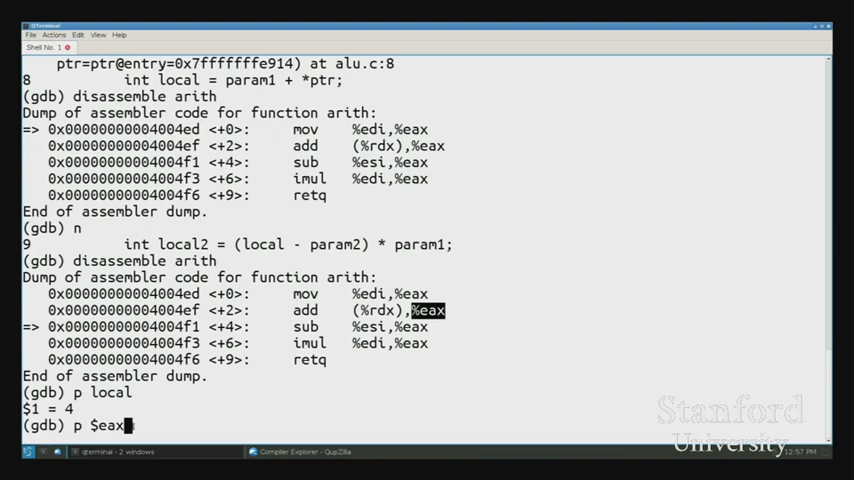 QTerminal
File Actions Edit View Help
Shell No. 1
ptr=ptr@entry=0x7fffffffe914) at alu.c:8
8 int local = param1 + *ptr;
(gdb) disassemble arith
Dump of assembler code for function arith:
=> 0x00000000004004ed <+0>: mov %edi,%eax
0x00000000004004ef <+2>: add (%rdx),%eax
0x00000000004004f1 <+4>: sub %esi,%eax
0x00000000004004f3 <+6>: imul %edi,%eax
0x00000000004004f6 <+9>: retq
End of assembler dump.
(gdb) n
9 int local2 = (local - param2) * param1;
(gdb) disassemble arith
Dump of assembler code for function arith:
0x00000000004004ed <+0>: mov %edi,%eax
0x00000000004004ef <+2>: add (%rdx),%eax
=> 0x00000000004004f1 <+4>: sub %esi,%eax
0x00000000004004f3 <+6>: imul %edi,%eax
0x00000000004004f6 <+9>: retq
End of assembler dump.
(gdb) p local
$1 = 4
(gdb) p $eax
Stanford
University
qterminal - 2 windows
Compiler Explorer - QupZilla
12:57 PM